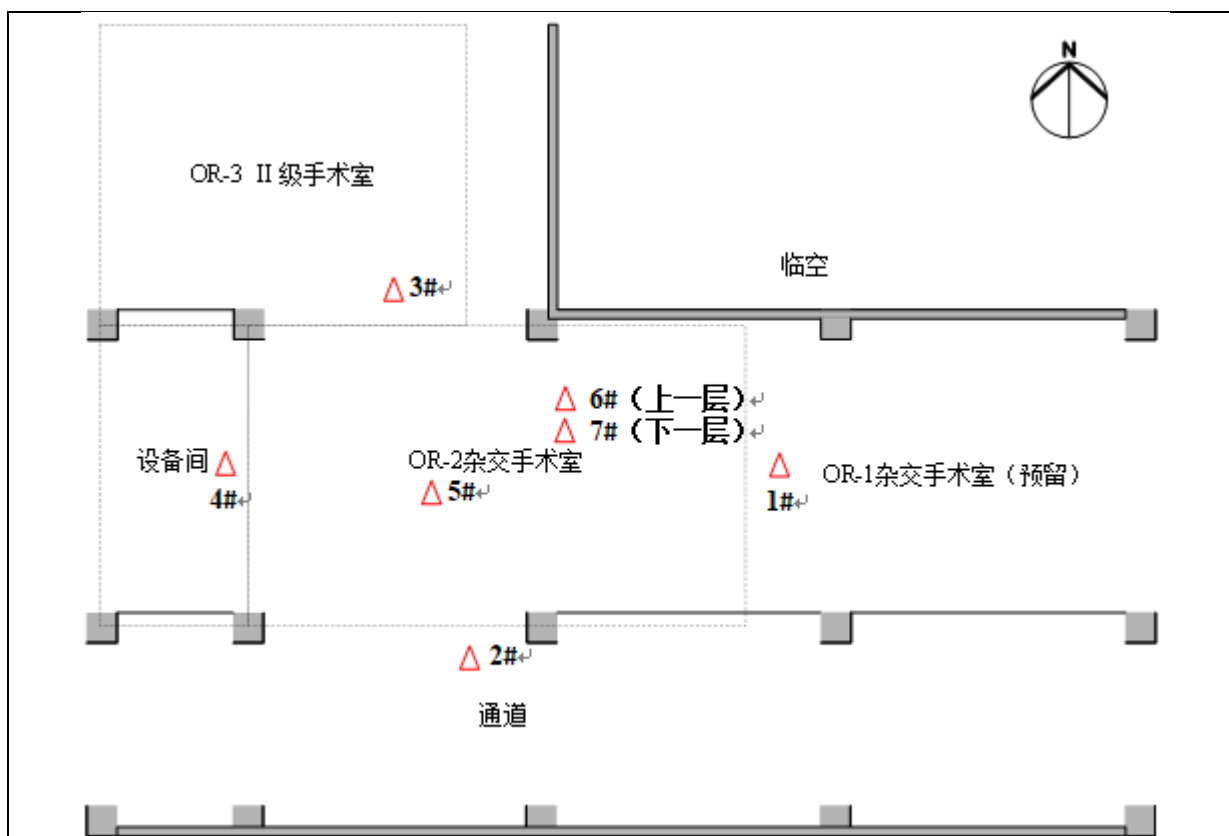 N
OR-3 II级手术室
临空
△3#↵
△ 6#（上一层）↵
△ 7#（下一层）↵
设备间△
4#↵
OR-2杂交手术室
△5#↵
△
1#↵
OR-1杂交手术室（预留）
△ 2#↵
通道